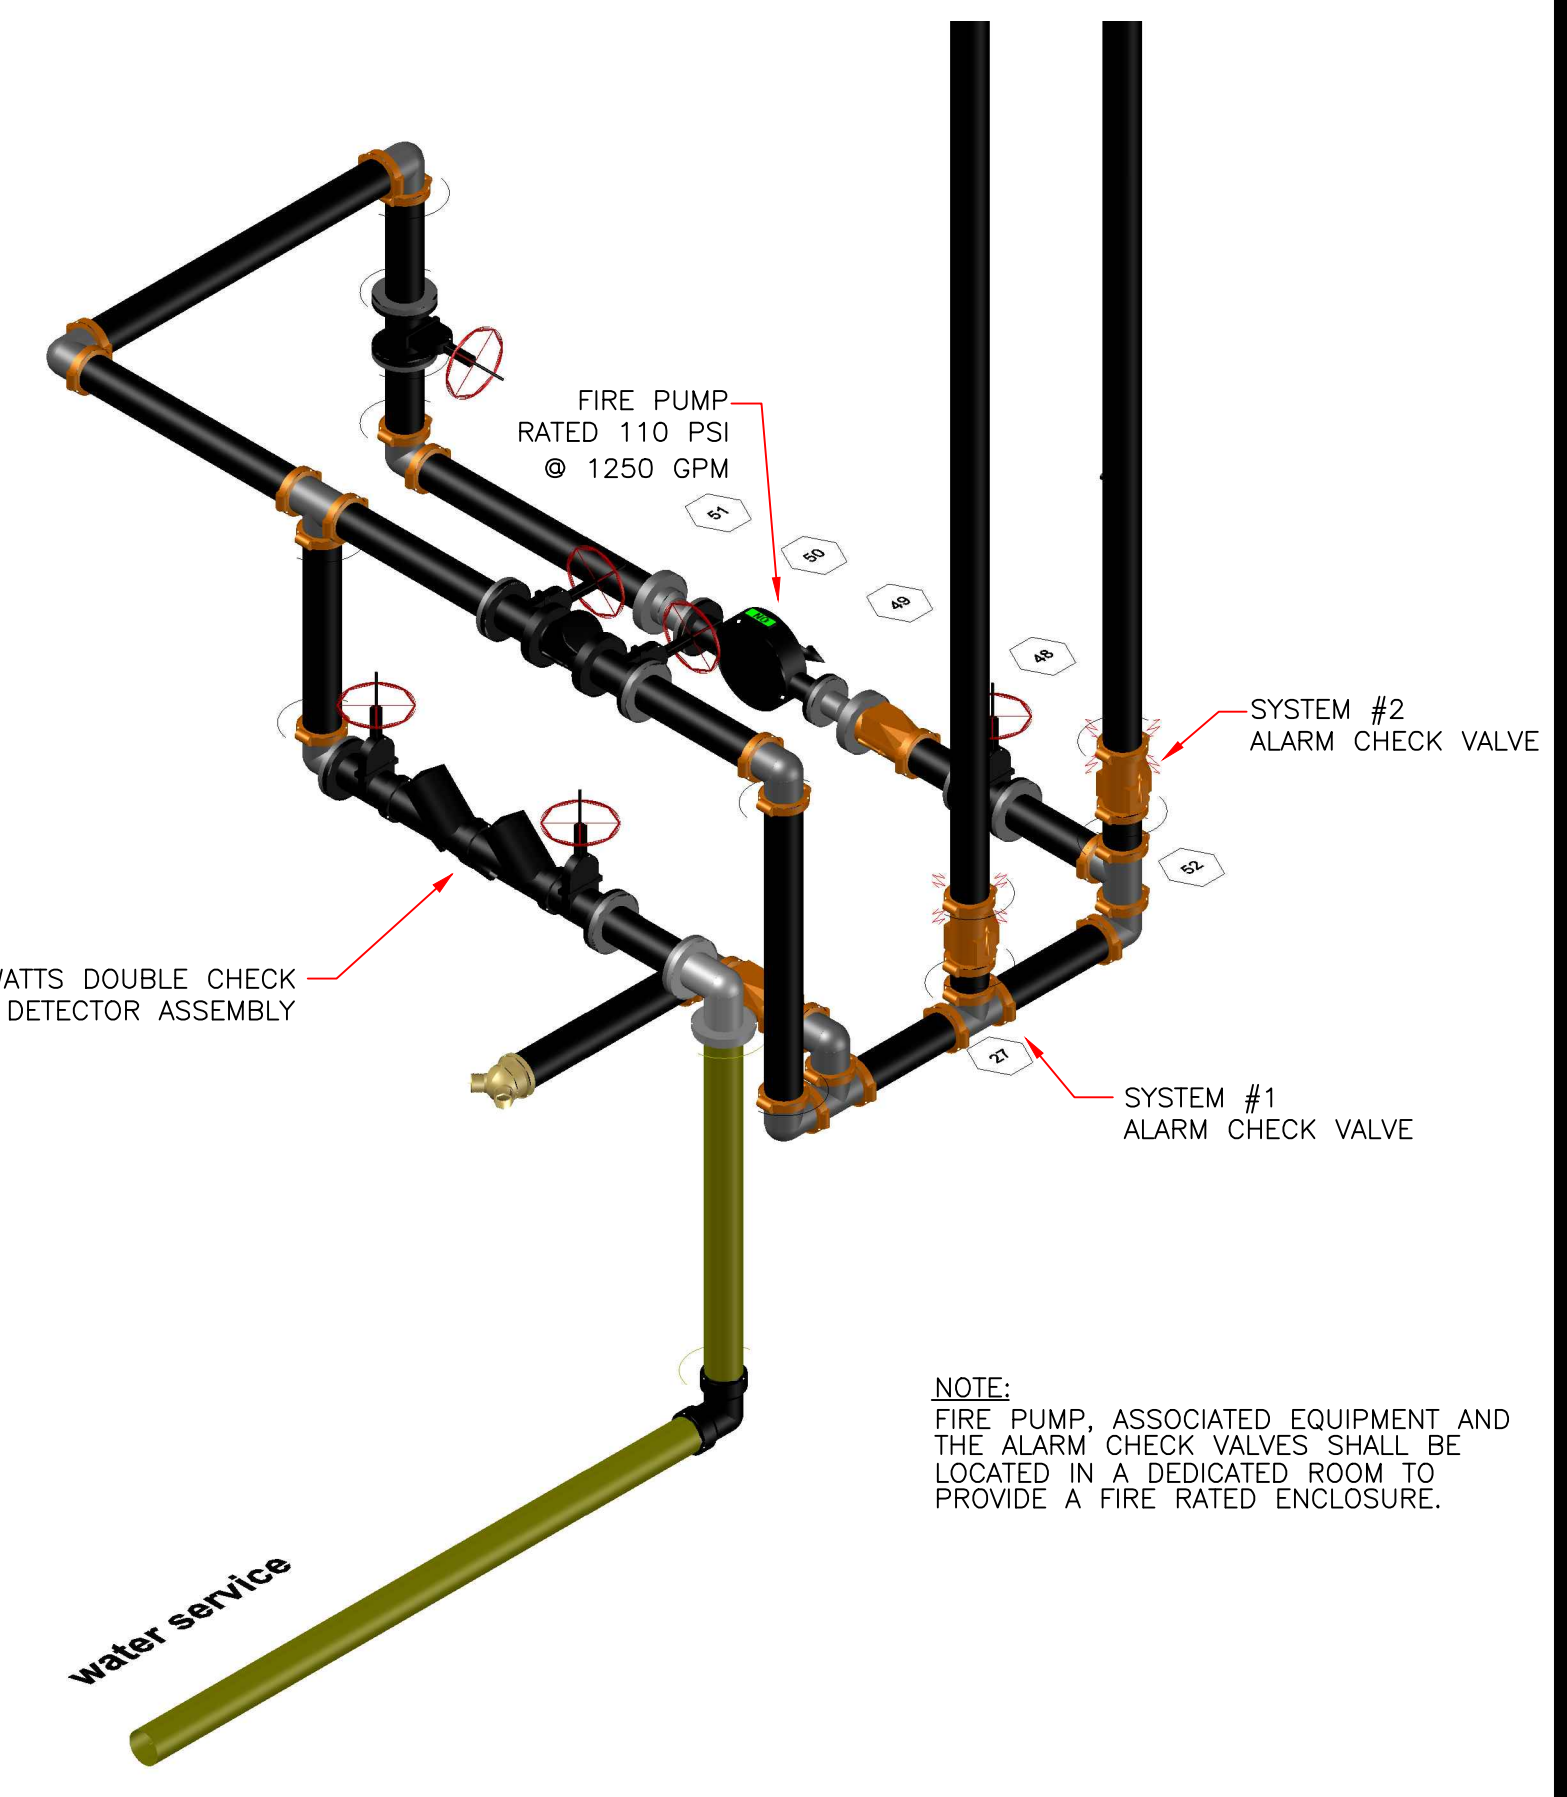 FIRE PUMP
RATED 110 PSI
@ 1250 GPM
51
50
49
48
ON
SYSTEM #2
ALARM CHECK VALVE
52
DOUBLE CHECK
DETECTOR ASSEMBLY
27
SYSTEM #1
ALARM CHECK VALVE
NOTE:
FIRE PUMP, ASSOCIATED EQUIPMENT AND
THE ALARM CHECK VALVES SHALL BE
LOCATED IN A DEDICATED ROOM TO
PROVIDE A FIRE RATED ENCLOSURE.
water service